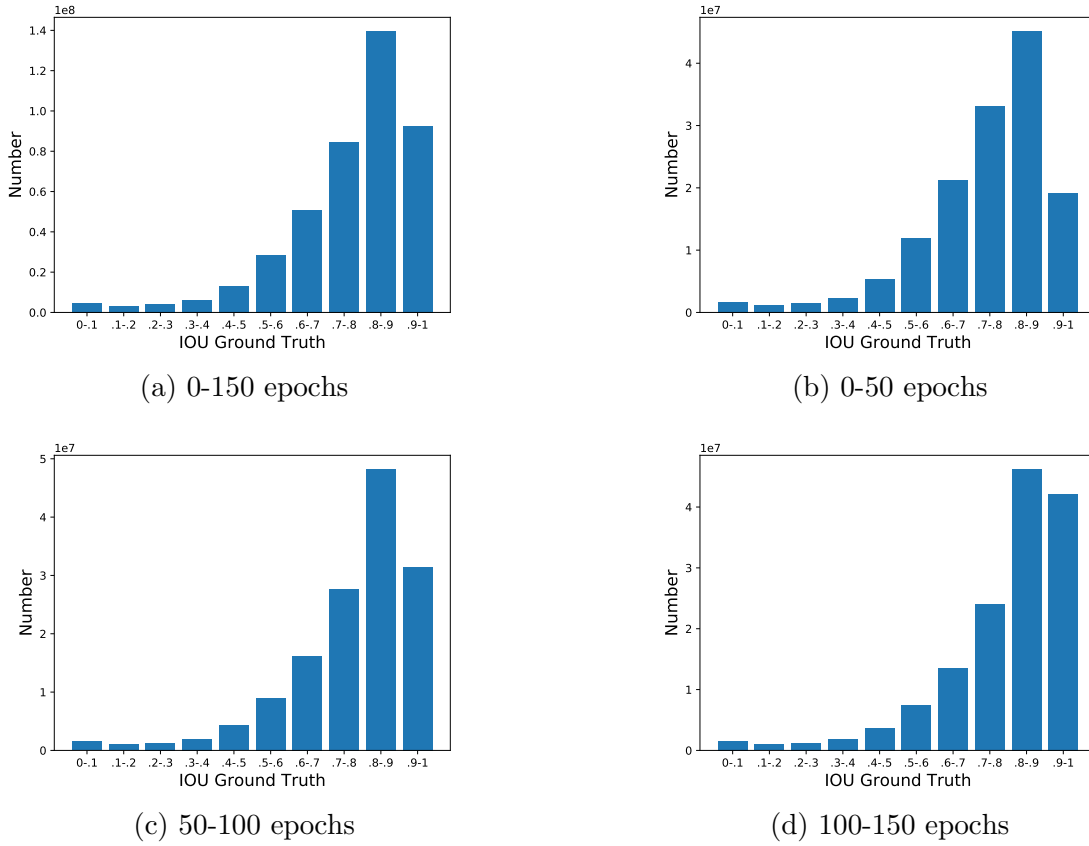 1e8
1.4
1.2
1.0
0.8
0.6
0.4
0.2
0.0
Number
0-.1 .1-.2 .2-.3 .3-.4 .4-.5 .5-.6 .6-.7 .7-.8 .8-.9 .9-1
IOU Ground Truth
(a) 0-150 epochs
1e7
4
3
2
1
0
Number
0-.1 .1-.2 .2-.3 .3-.4 .4-.5 .5-.6 .6-.7 .7-.8 .8-.9 .9-1
IOU Ground Truth
(b) 0-50 epochs
1e7
5
4
3
2
1
0
Number
0-.1 .1-.2 .2-.3 .3-.4 .4-.5 .5-.6 .6-.7 .7-.8 .8-.9 .9-1
IOU Ground Truth
(c) 50-100 epochs
1e7
4
3
2
1
0
Number
0-.1 .1-.2 .2-.3 .3-.4 .4-.5 .5-.6 .6-.7 .7-.8 .8-.9 .9-1
IOU Ground Truth
(d) 100-150 epochs